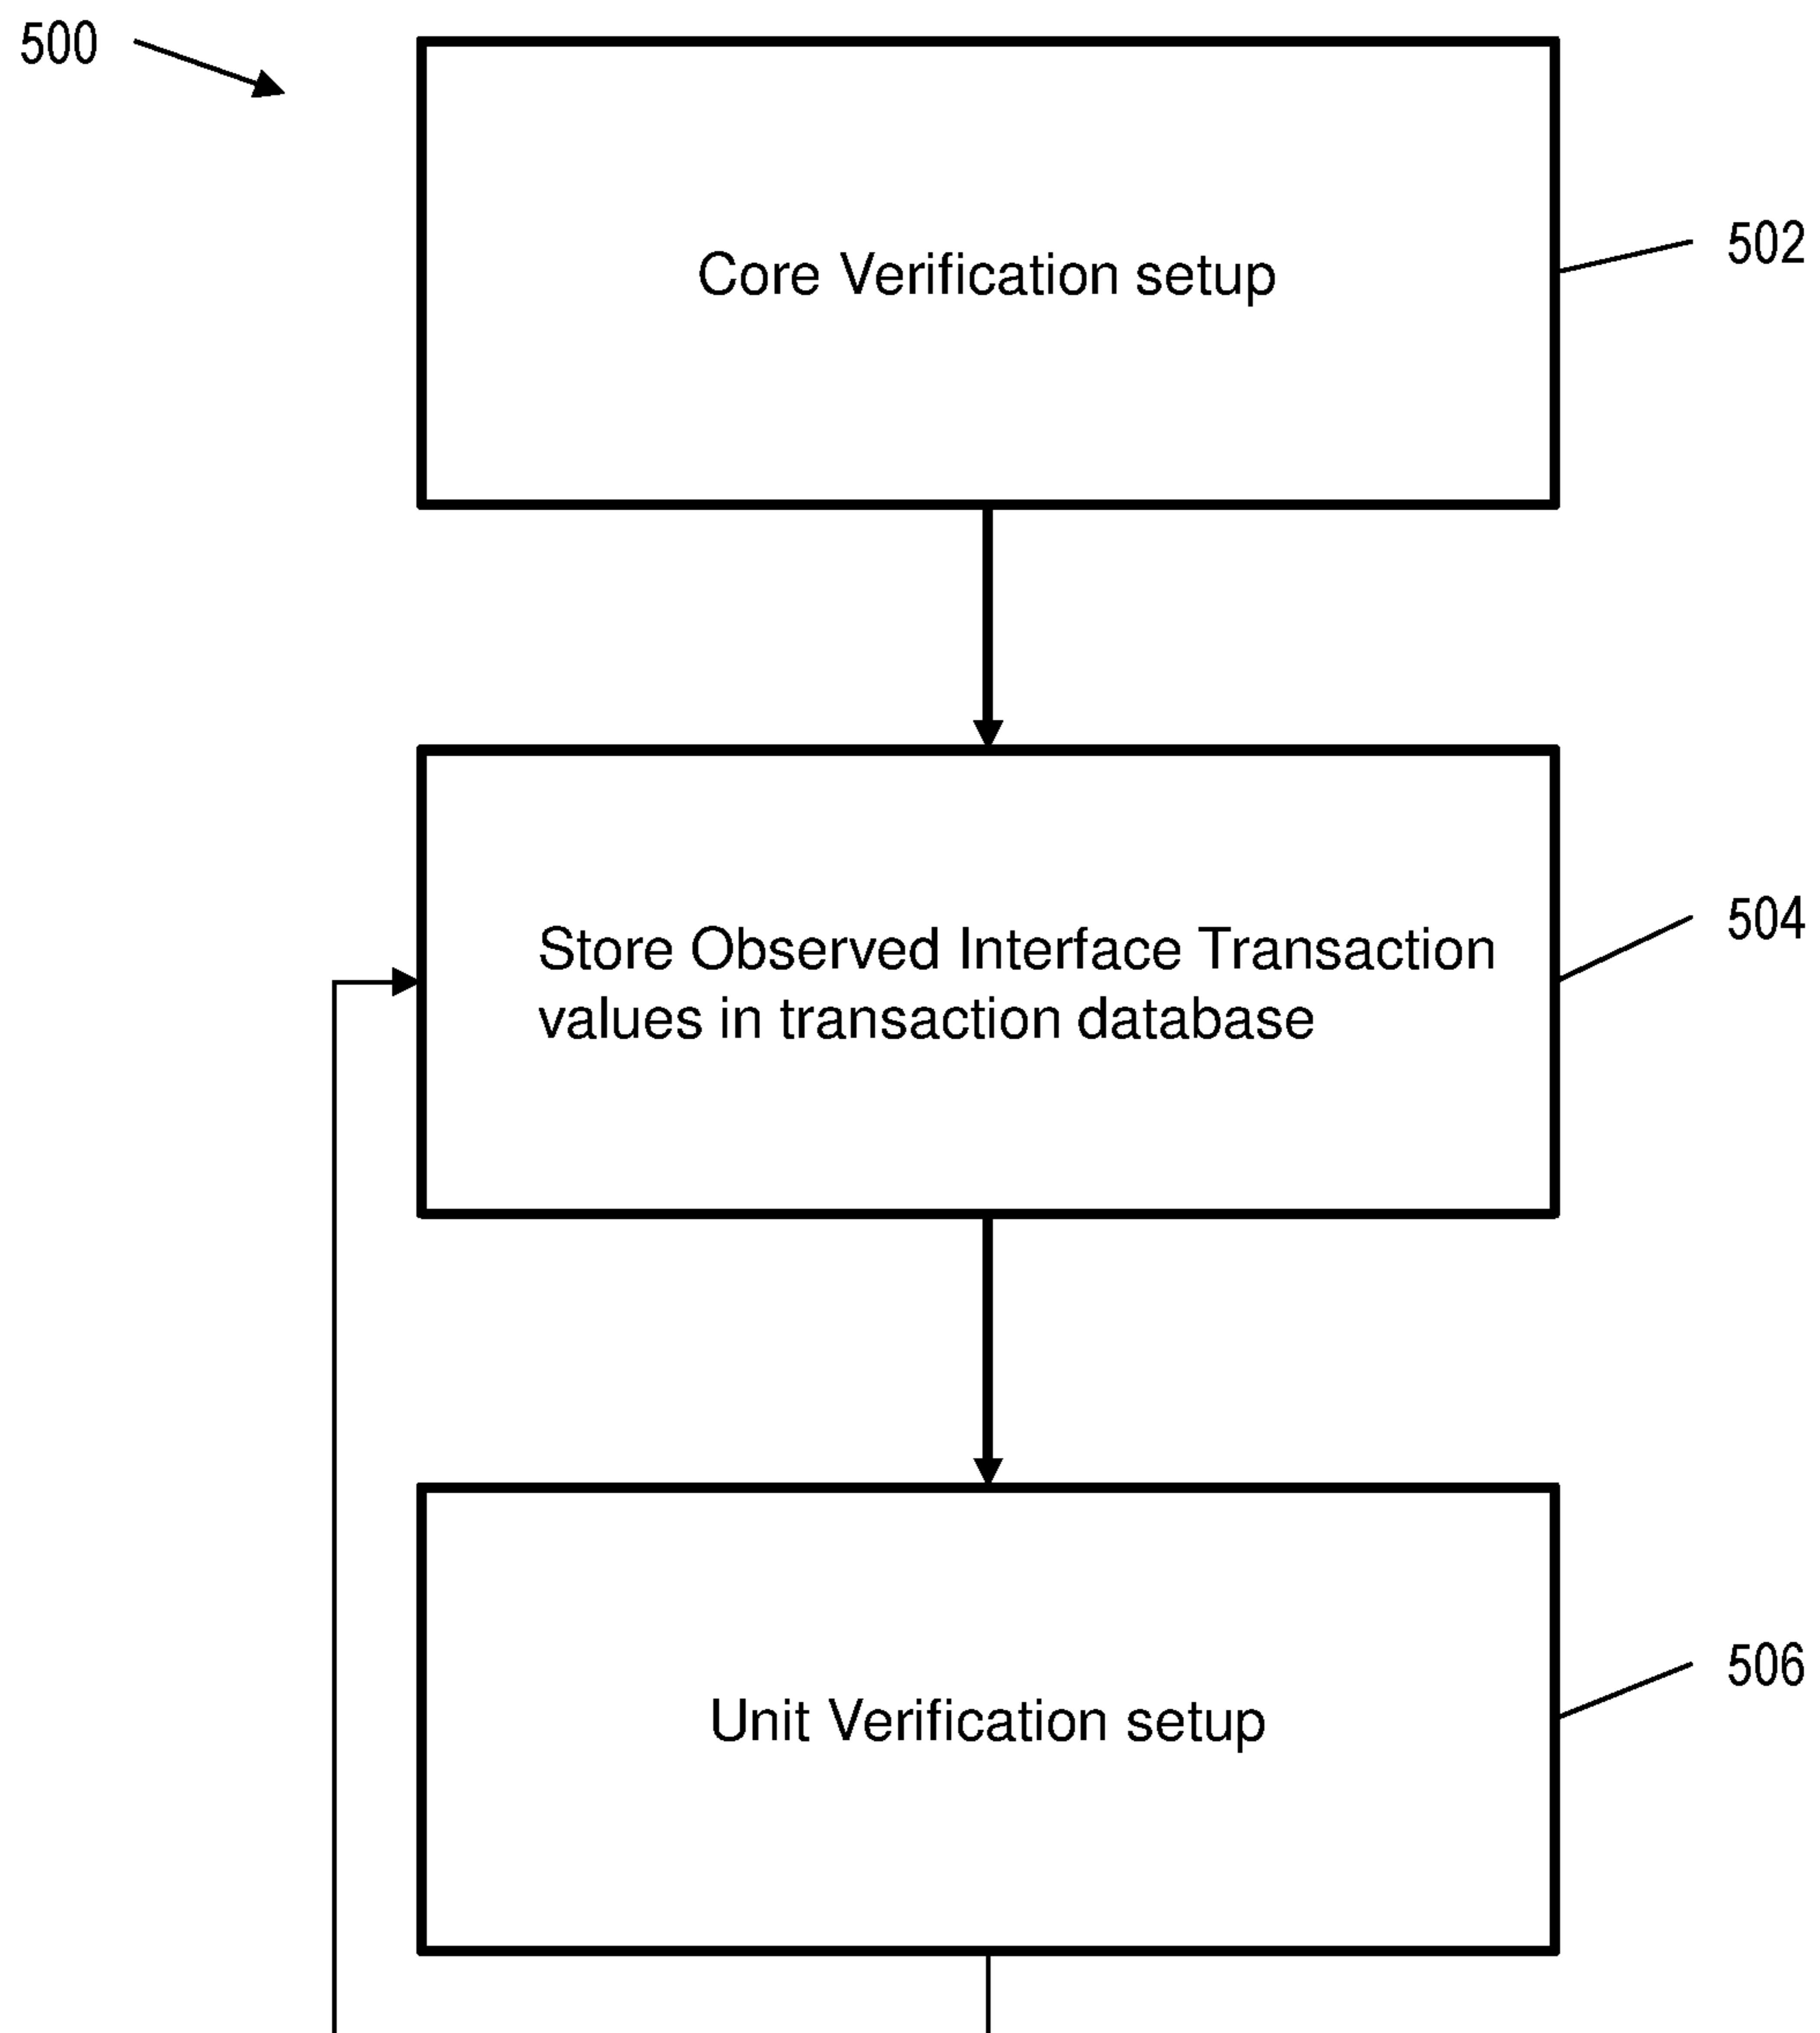 500
Core Verification setup
502
Store Observed Interface Transaction
values in transaction database
504
Unit Verification setup
506